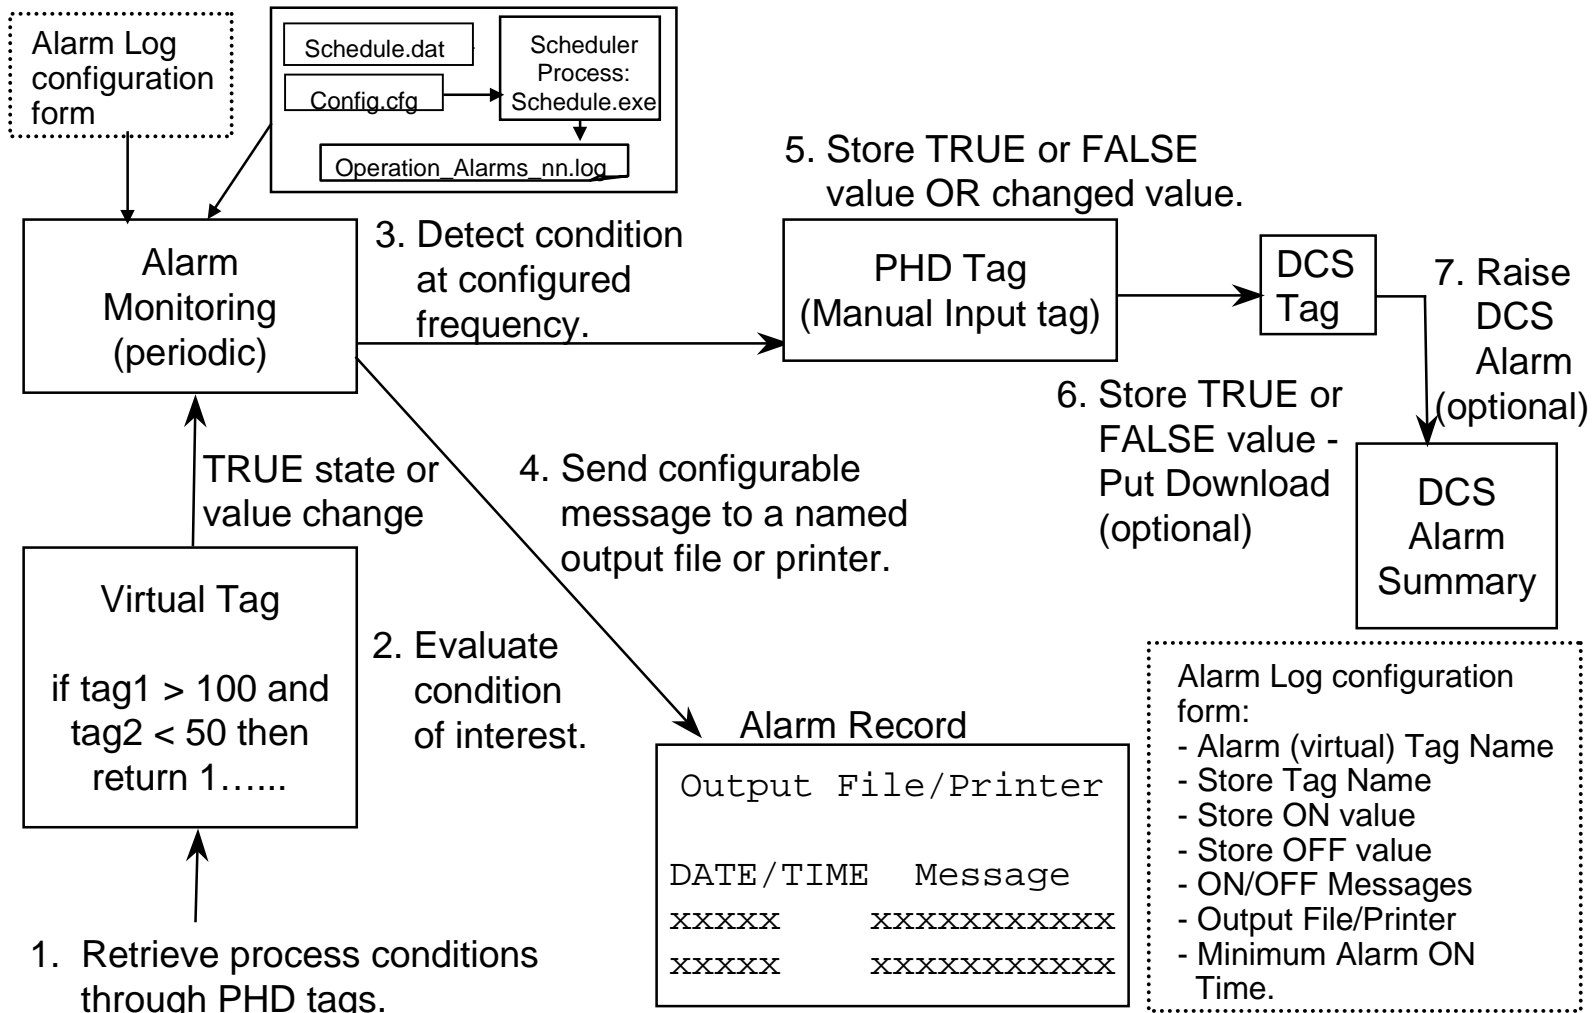 Alarm Log
configuration
form
Schedule.dat
Config.cfg
Scheduler
Process:
Schedule.exe
Operation_Alarms_nn.log
5. Store TRUE or FALSE
value OR changed value.
Alarm
Monitoring
(periodic)
3. Detect condition
at configured
frequency.
PHD Tag
(Manual Input tag)
DCS
Tag
7. Raise
DCS
Alarm
(optional)
6. Store TRUE or
FALSE value -
Put Download
(optional)
TRUE state or
value change
4. Send configurable
message to a named
output file or printer.
DCS
Alarm
Summary
Virtual Tag
if tag1 > 100 and
tag2 < 50 then
return 1…...
2. Evaluate
condition
of interest.
Alarm Record
Output File/Printer
DATE/TIME Message
xxxxx xxxxxxxxxxx
xxxxx xxxxxxxxxxx
Alarm Log configuration
form:
- Alarm (virtual) Tag Name
- Store Tag Name
- Store ON value
- Store OFF value
- ON/OFF Messages
- Output File/Printer
- Minimum Alarm ON
Time.
1. Retrieve process conditions
through PHD tags.